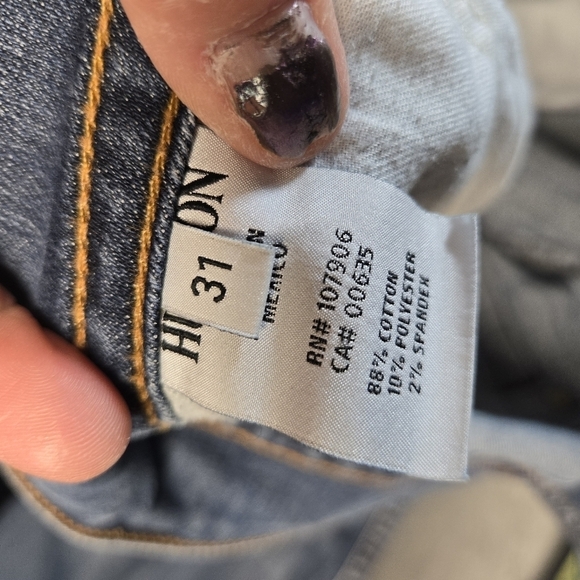 31
RN# 107906
CA# 00635
88% COTTON
10% POLYESTER
2% SPANDEX